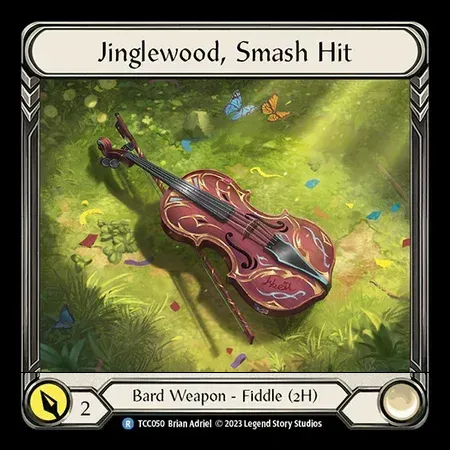 Jinglewood, Smash Hit
2
Bard Weapon - Fiddle (2H)
R TCC050 Brian Adriel © 2023 Legend Story Studios